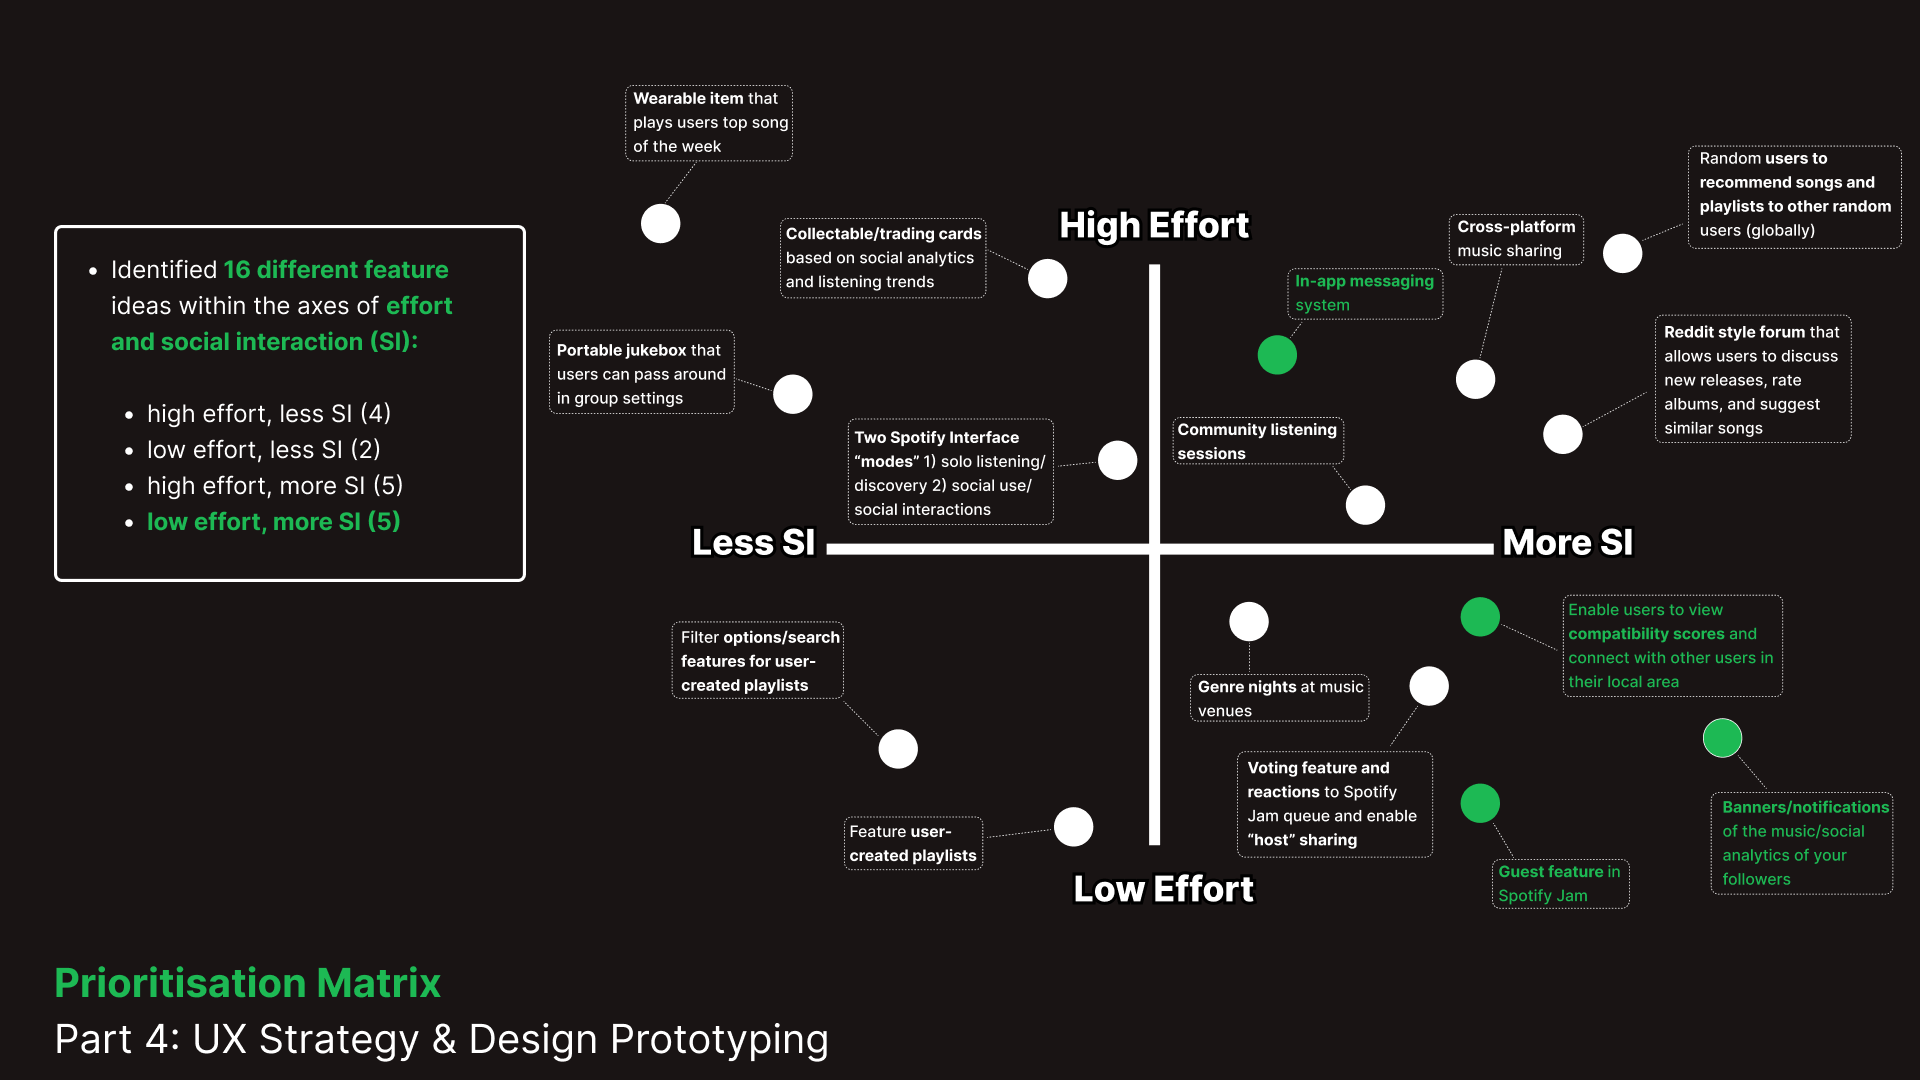 Wearable item that
plays users top song
of the week
Random users to
recommend songs and
playlists to other random
users (globally)
High Effort
Collectable/trading cards
based on social analytics
and listening trends
Cross-platform
music sharing
In-app messaging
system
• Identified 16 different feature
ideas within the axes of effort
and social interaction (SI):
• high effort, less SI (4)
• low effort, less SI (2)
• high effort, more SI (5)
• low effort, more SI (5)
Portable jukebox that
users can pass around
in group settings
Reddit style forum that
allows users to discuss
new releases, rate
albums, and suggest
similar songs
Two Spotify Interface
“modes” 1) solo listening/
discovery 2) social use/
social interactions
Community listening
sessions
Less SI
More SI
Filter options/search
features for user-
created playlists
Enable users to view
compatibility scores and
connect with other users in
their local area
Genre nights at music
venues
Voting feature and
reactions to Spotify
Jam queue and enable
“host” sharing
Banners/notifications
of the music/social
analytics of your
followers
Feature user-
created playlists
Guest feature in
Spotify Jam
Low Effort
Prioritisation Matrix
Part 4: UX Strategy & Design Prototyping